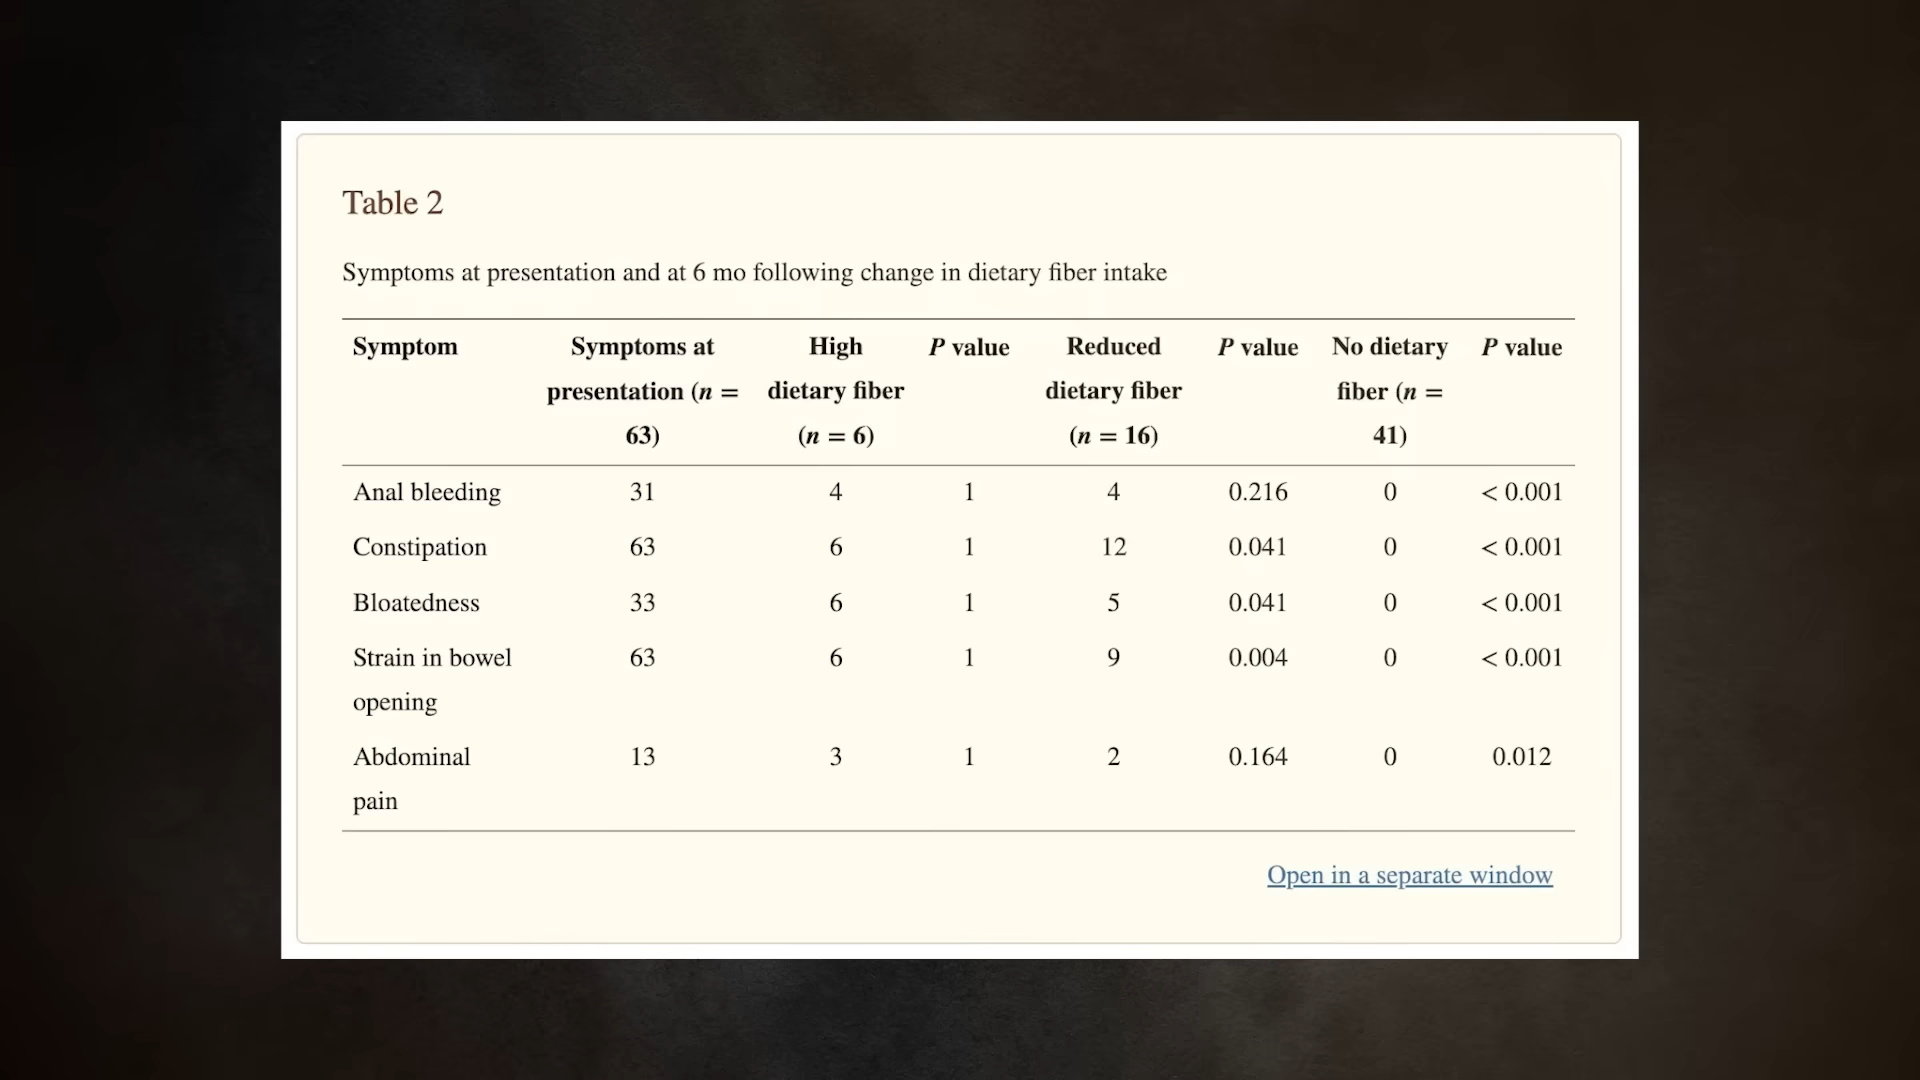 Table 2
Symptoms at presentation and at 6 mo following change in dietary fiber intake
Symptom Symptoms at High P value Reduced P value No dietary P value
presentation (n = dietary fiber dietary fiber fiber (n =
63) (n = 6) (n = 16) 41)
Anal bleeding 31 4 1 4 0.216 0 < 0.001
Constipation 63 6 1 12 0.041 0 < 0.001
Bloatedness 33 6 1 5 0.041 0 < 0.001
Strain in bowel 63 6 1 9 0.004 0 < 0.001
opening
Abdominal 13 3 1 2 0.164 0 0.012
pain
Open in a separate window